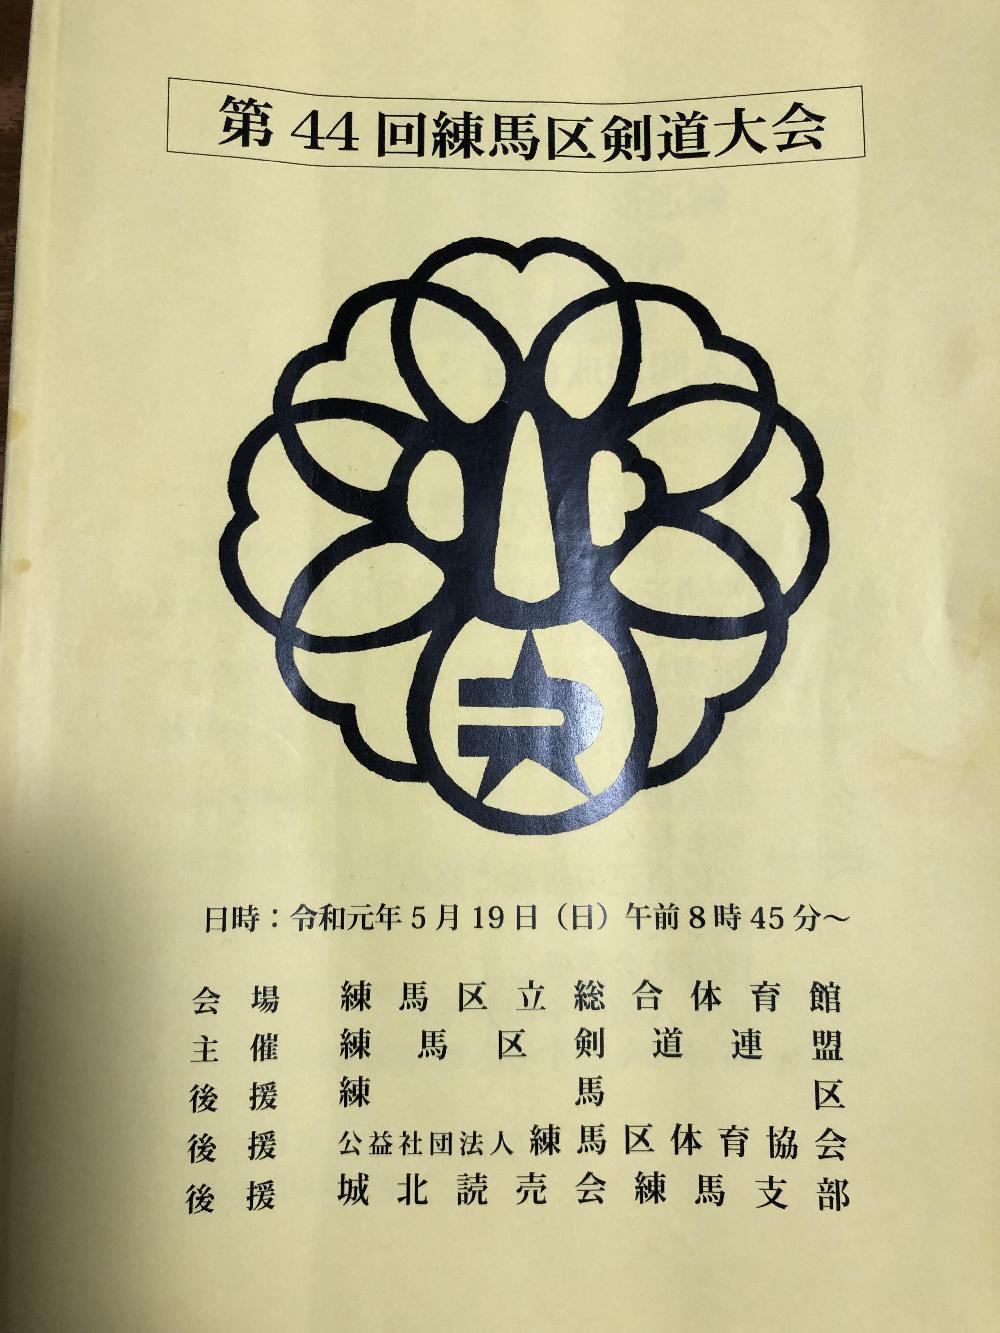 第44回練馬区剣道大会
日時：令和元年5月19日（日）午前8時45分～
会場 練馬区立総合体育館
主催 練馬区剣道連盟
後援 練馬区
後援 公益社団法人練馬区体育協会
後援 城北読売会練馬支部